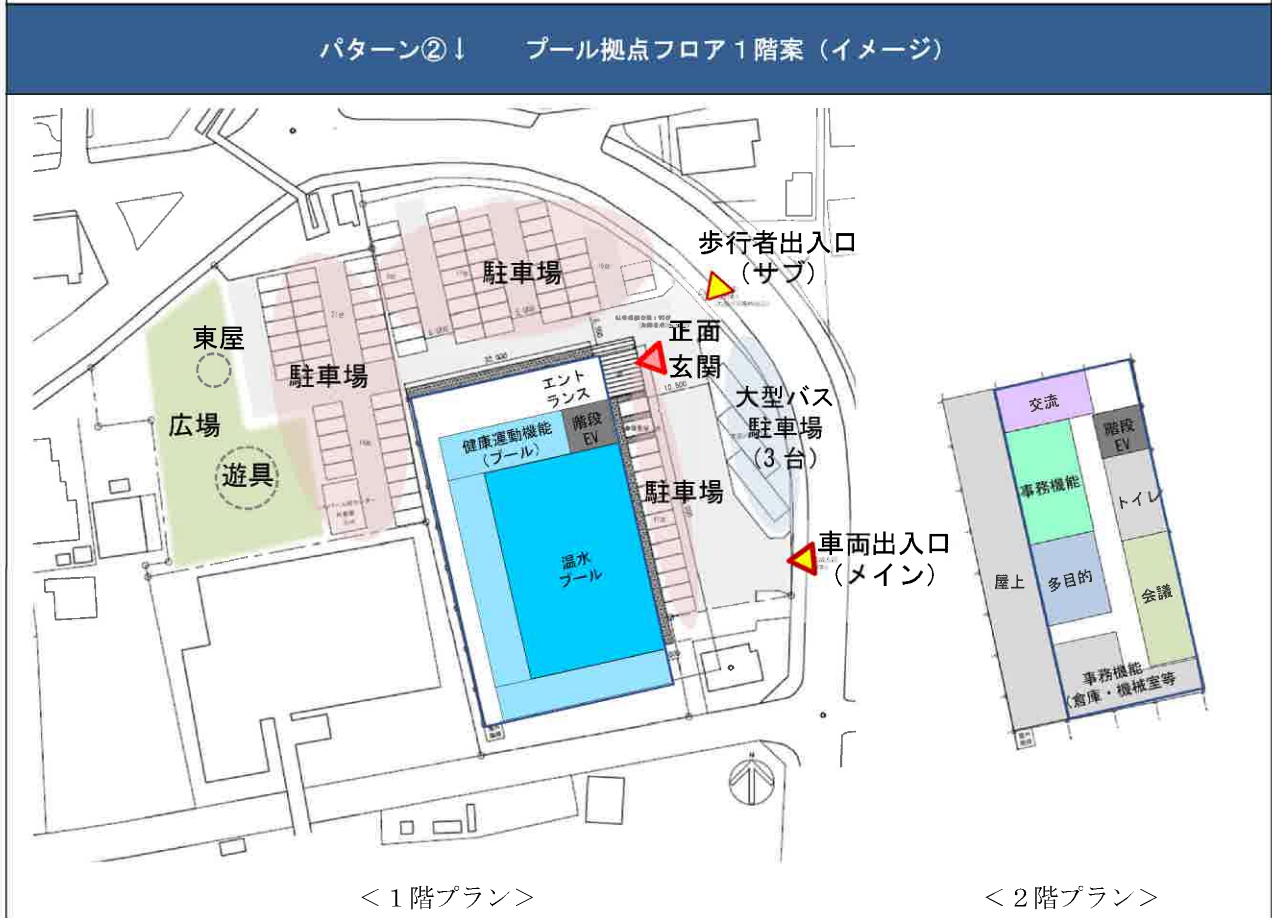 パターン②↓　プール拠点フロア１階案（イメージ）
歩行者出入口
（サブ）
駐車場
正面
玄関
東屋
駐車場
エント
ランス
大型バス
駐車場
（3台）
広場
健康運動機能
（プール）
階段
EV
遊具
駐車場
温水
プール
車両出入口
（メイン）
32,000
10,500
N
交流
階段
EV
事務機能
トイレ
屋上
多目的
会議
事務機能
（倉庫・機械室等
＜１階プラン＞
＜２階プラン＞